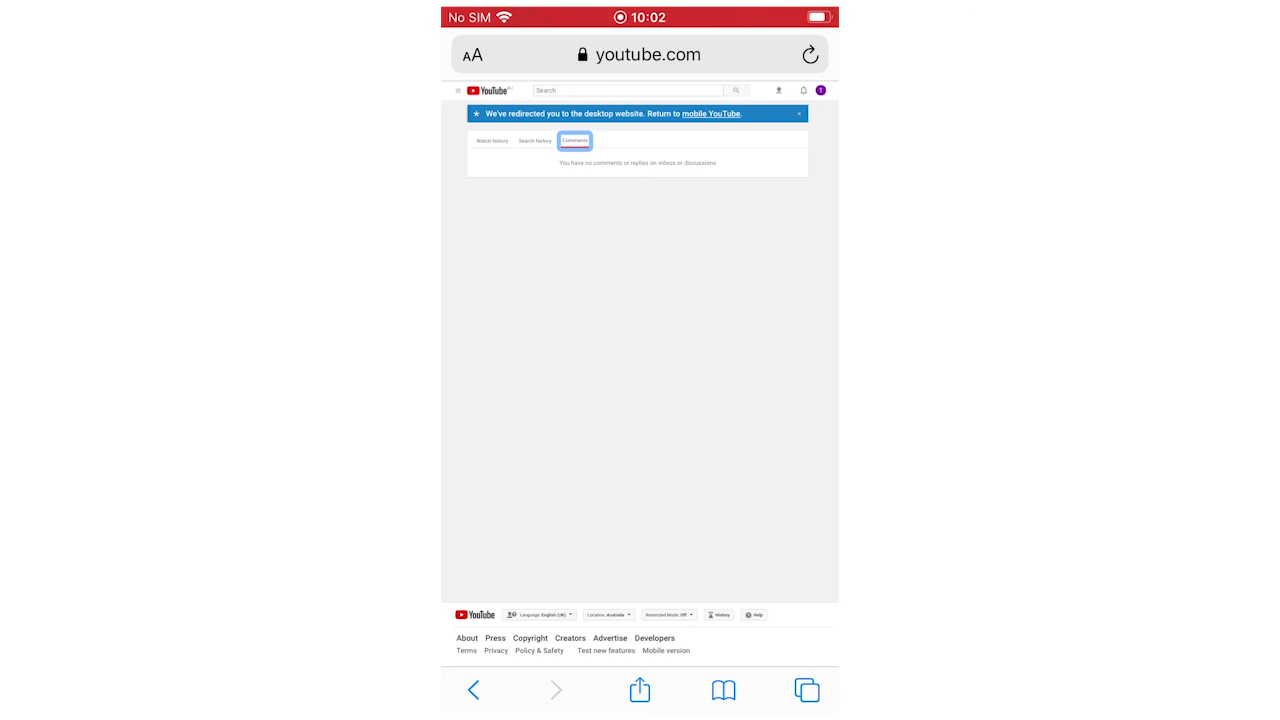 No SIM 10:02
AA youtube.com
YouTube AU Search T
We've redirected you to the desktop website. Return to mobile YouTube. ×
Watch history Search history Comments
You have no comments or replies on videos or discussions
YouTube Language: English (UK) Location: Australia Restricted Mode: Off History Help
About Press Copyright Creators Advertise Developers
Terms Privacy Policy & Safety Test new features Mobile version